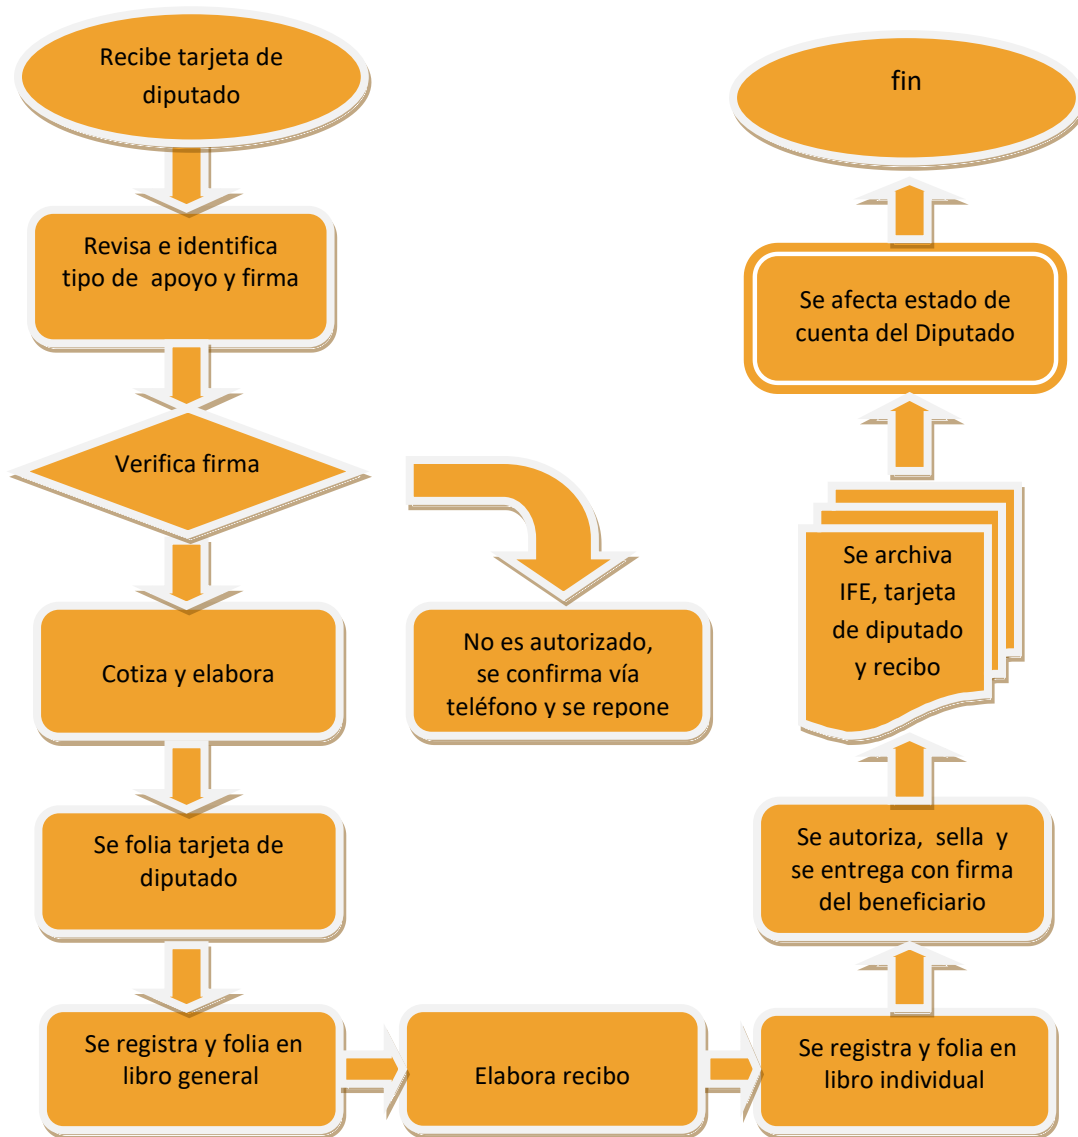 Recibe tarjeta de
diputado
Revisa e identifica
tipo de apoyo y firma
Verifica firma
No es autorizado,
se confirma vía
teléfono y se repone
Cotiza y elabora
Se folia tarjeta de
diputado
Se registra y folia en
libro general
Elabora recibo
Se registra y folia en
libro individual
Se autoriza, sella y
se entrega con firma
del beneficiario
Se archiva
IFE, tarjeta
de diputado
y recibo
Se afecta estado de
cuenta del Diputado
fin